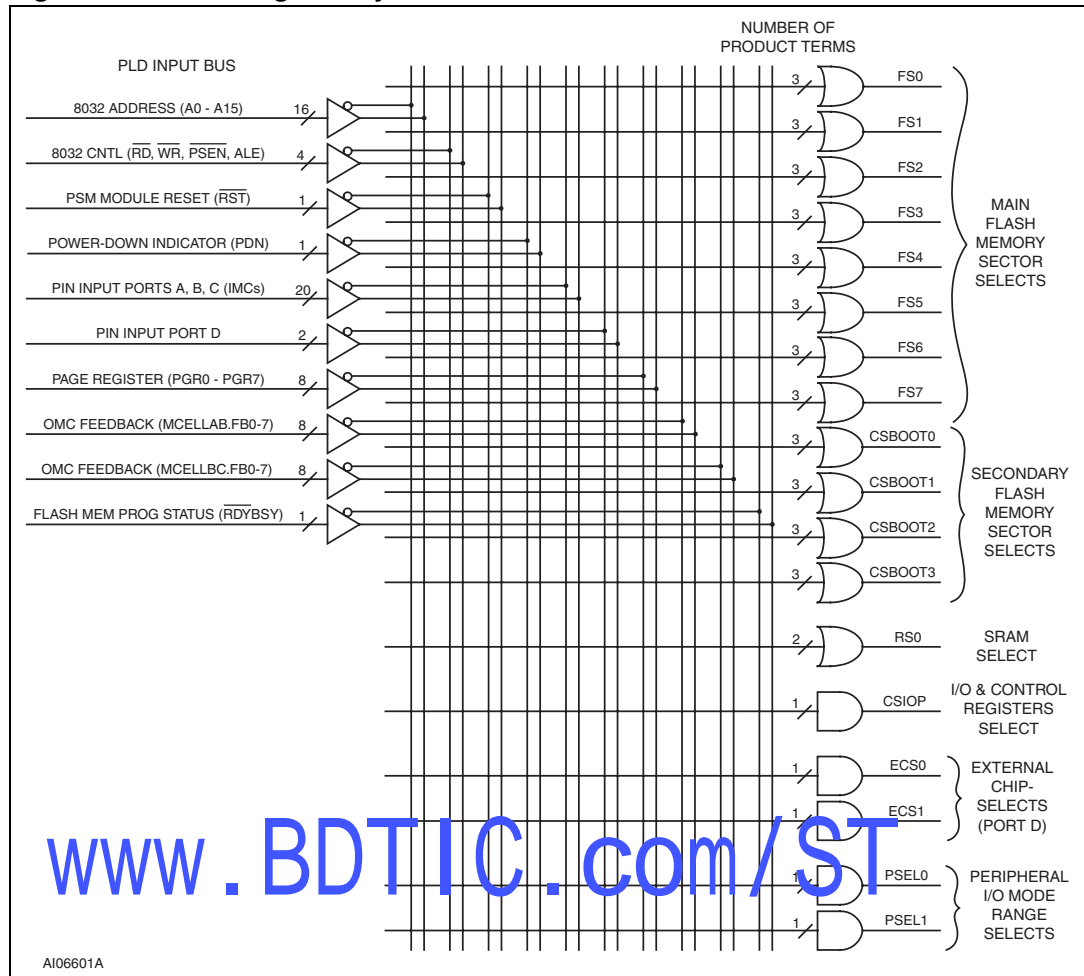 NUMBER OF
PRODUCT TERMS
PLD INPUT BUS
8032 ADDRESS (A0 - A15)
16
8032 CNTL (RD, WR, PSEN, ALE)
4
PSM MODULE RESET (RST)
1
POWER-DOWN INDICATOR (PDN)
1
PIN INPUT PORTS A, B, C (IMCs)
20
PIN INPUT PORT D
2
PAGE REGISTER (PGR0 - PGR7)
8
OMC FEEDBACK (MCELLAB.FB0-7)
8
OMC FEEDBACK (MCELLBC.FB0-7)
8
FLASH MEM PROG STATUS (RDYBSY)
1
3
FS0
3
FS1
3
FS2
3
FS3
3
FS4
3
FS5
3
FS6
3
FS7
MAIN
FLASH
MEMORY
SECTOR
SELECTS
3
CSBOOT0
3
CSBOOT1
3
CSBOOT2
3
CSBOOT3
SECONDARY
FLASH
MEMORY
SECTOR
SELECTS
2
RS0
SRAM
SELECT
1
CSIOP
I/O & CONTROL
REGISTERS
SELECT
1
ECS0
1
ECS1
EXTERNAL
CHIP-
SELECTS
(PORT D)
1
PSEL0
1
PSEL1
PERIPHERAL
I/O MODE
RANGE
SELECTS
www.BDTIC.com/ST
AI06601A